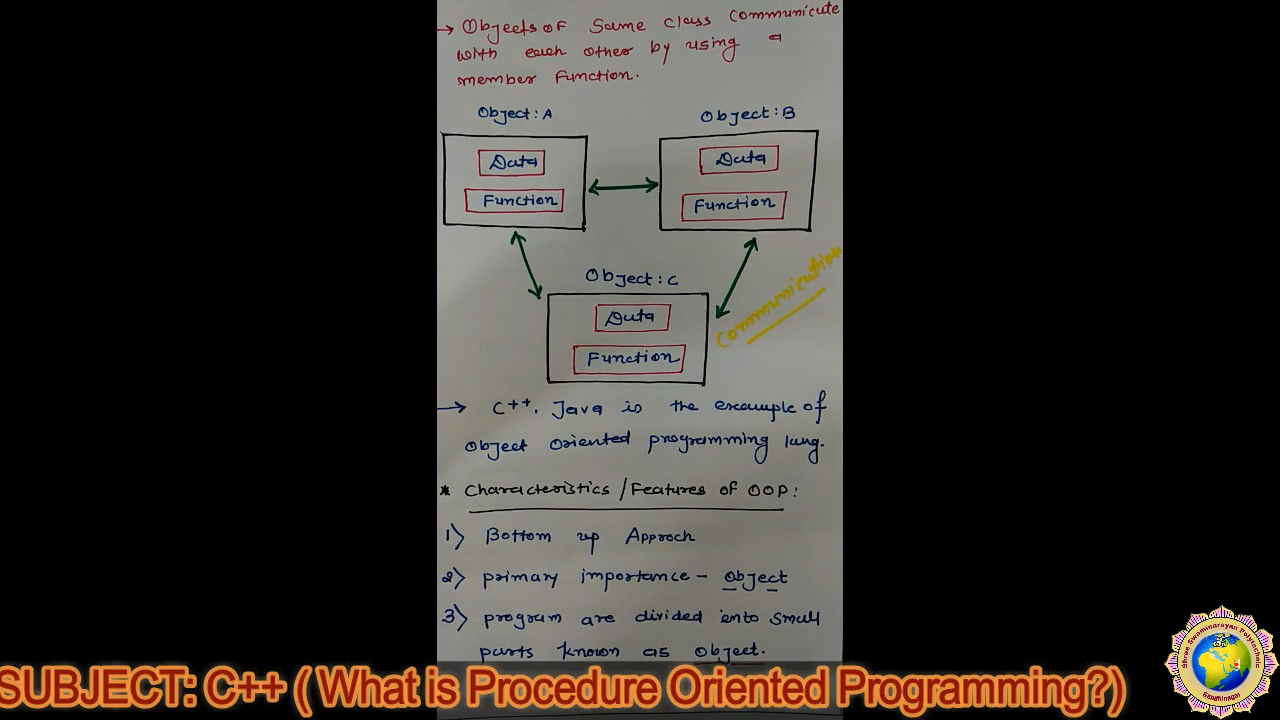 → Objects of Same class communicate
with each other by using a
member Function.
Object: A
Object: B
Data
Data
Function
Function
Object: C
Data
Function
Communication
→ C++, Java is the example of
Object Oriented programming lang.
* Characteristics / Features of OOP:
1) Bottom up Approch
2) primary importance - Object
3) program are divided into small
parts known as object.
SUBJECT: C++ ( What is Procedure Oriented Programming?)